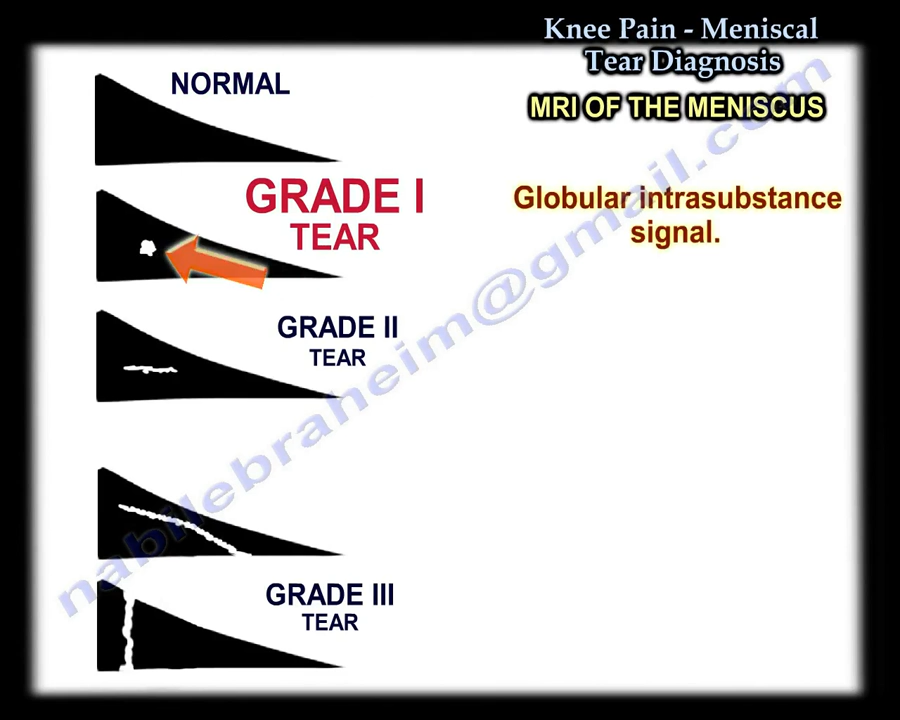 Knee Pain - Meniscal
Tear Diagnosis
MRI OF THE MENISCUS
NORMAL
GRADE I
TEAR
Globular intrasubstance
signal.
GRADE II
TEAR
GRADE III
TEAR
nabilebraheim@gmail.com